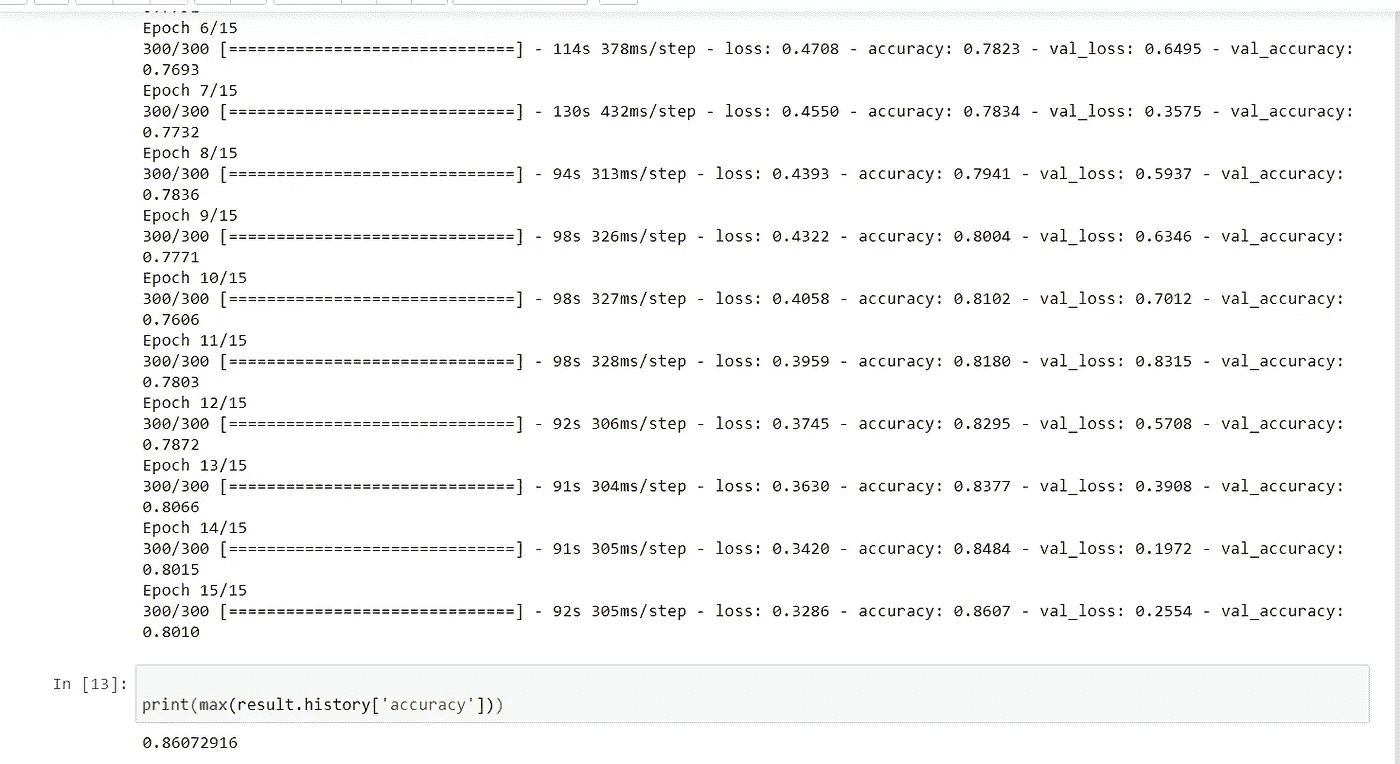 Epoch 6/15
300/300 [==============================] - 114s 378ms/step - loss: 0.4708 - accuracy: 0.7823 - val_loss: 0.6495 - val_accuracy:
0.7693
Epoch 7/15
300/300 [==============================] - 130s 432ms/step - loss: 0.4550 - accuracy: 0.7834 - val_loss: 0.3575 - val_accuracy:
0.7732
Epoch 8/15
300/300 [==============================] - 94s 313ms/step - loss: 0.4393 - accuracy: 0.7941 - val_loss: 0.5937 - val_accuracy:
0.7836
Epoch 9/15
300/300 [==============================] - 98s 326ms/step - loss: 0.4322 - accuracy: 0.8004 - val_loss: 0.6346 - val_accuracy:
0.7771
Epoch 10/15
300/300 [==============================] - 98s 327ms/step - loss: 0.4058 - accuracy: 0.8102 - val_loss: 0.7012 - val_accuracy:
0.7606
Epoch 11/15
300/300 [==============================] - 98s 328ms/step - loss: 0.3959 - accuracy: 0.8180 - val_loss: 0.8315 - val_accuracy:
0.7803
Epoch 12/15
300/300 [==============================] - 92s 306ms/step - loss: 0.3745 - accuracy: 0.8295 - val_loss: 0.5708 - val_accuracy:
0.7872
Epoch 13/15
300/300 [==============================] - 91s 304ms/step - loss: 0.3630 - accuracy: 0.8377 - val_loss: 0.3908 - val_accuracy:
0.8066
Epoch 14/15
300/300 [==============================] - 91s 305ms/step - loss: 0.3420 - accuracy: 0.8484 - val_loss: 0.1972 - val_accuracy:
0.8015
Epoch 15/15
300/300 [==============================] - 92s 305ms/step - loss: 0.3286 - accuracy: 0.8607 - val_loss: 0.2554 - val_accuracy:
0.8010
In [13]:
print(max(result.history['accuracy']))
0.86072916